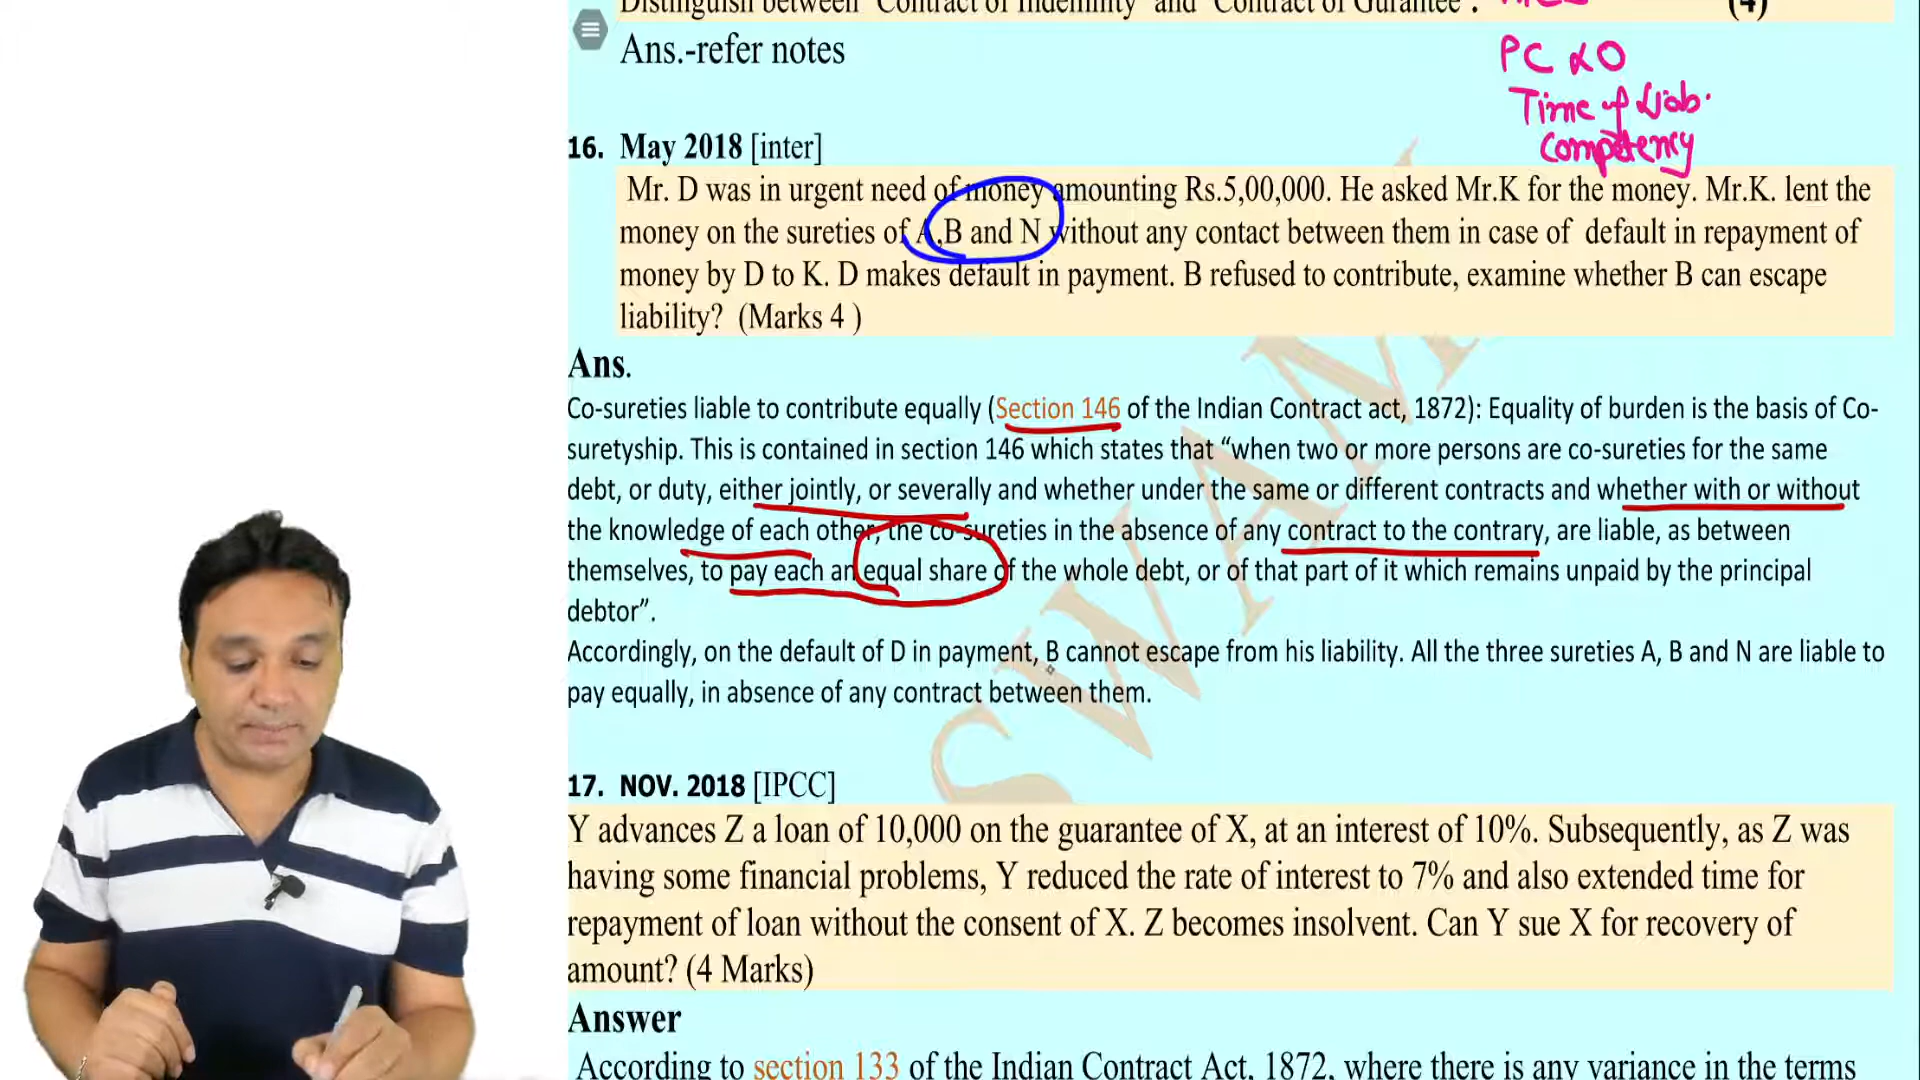 Distinguish between 'Contract of Indemnity' and 'Contract of Gurantee'. (4)
Ans.-refer notes
PC LO
Time of Liab.
Competency
16. May 2018 [inter]
Mr. D was in urgent need of money amounting Rs.5,00,000. He asked Mr.K for the money. Mr.K. lent the
money on the sureties of A,B and N without any contact between them in case of default in repayment of
money by D to K. D makes default in payment. B refused to contribute, examine whether B can escape
liability? (Marks 4 )
Ans.
Co-sureties liable to contribute equally (Section 146 of the Indian Contract act, 1872): Equality of burden is the basis of Co-
suretyship. This is contained in section 146 which states that “when two or more persons are co-sureties for the same
debt, or duty, either jointly, or severally and whether under the same or different contracts and whether with or without
the knowledge of each other, the co-sureties in the absence of any contract to the contrary, are liable, as between
themselves, to pay each an equal share of the whole debt, or of that part of it which remains unpaid by the principal
debtor”.
Accordingly, on the default of D in payment, B cannot escape from his liability. All the three sureties A, B and N are liable to
pay equally, in absence of any contract between them.
SWAM
17. NOV. 2018 [IPCC]
Y advances Z a loan of 10,000 on the guarantee of X, at an interest of 10%. Subsequently, as Z was
having some financial problems, Y reduced the rate of interest to 7% and also extended time for
repayment of loan without the consent of X. Z becomes insolvent. Can Y sue X for recovery of
amount? (4 Marks)
Answer
According to section 133 of the Indian Contract Act, 1872, where there is any variance in the terms